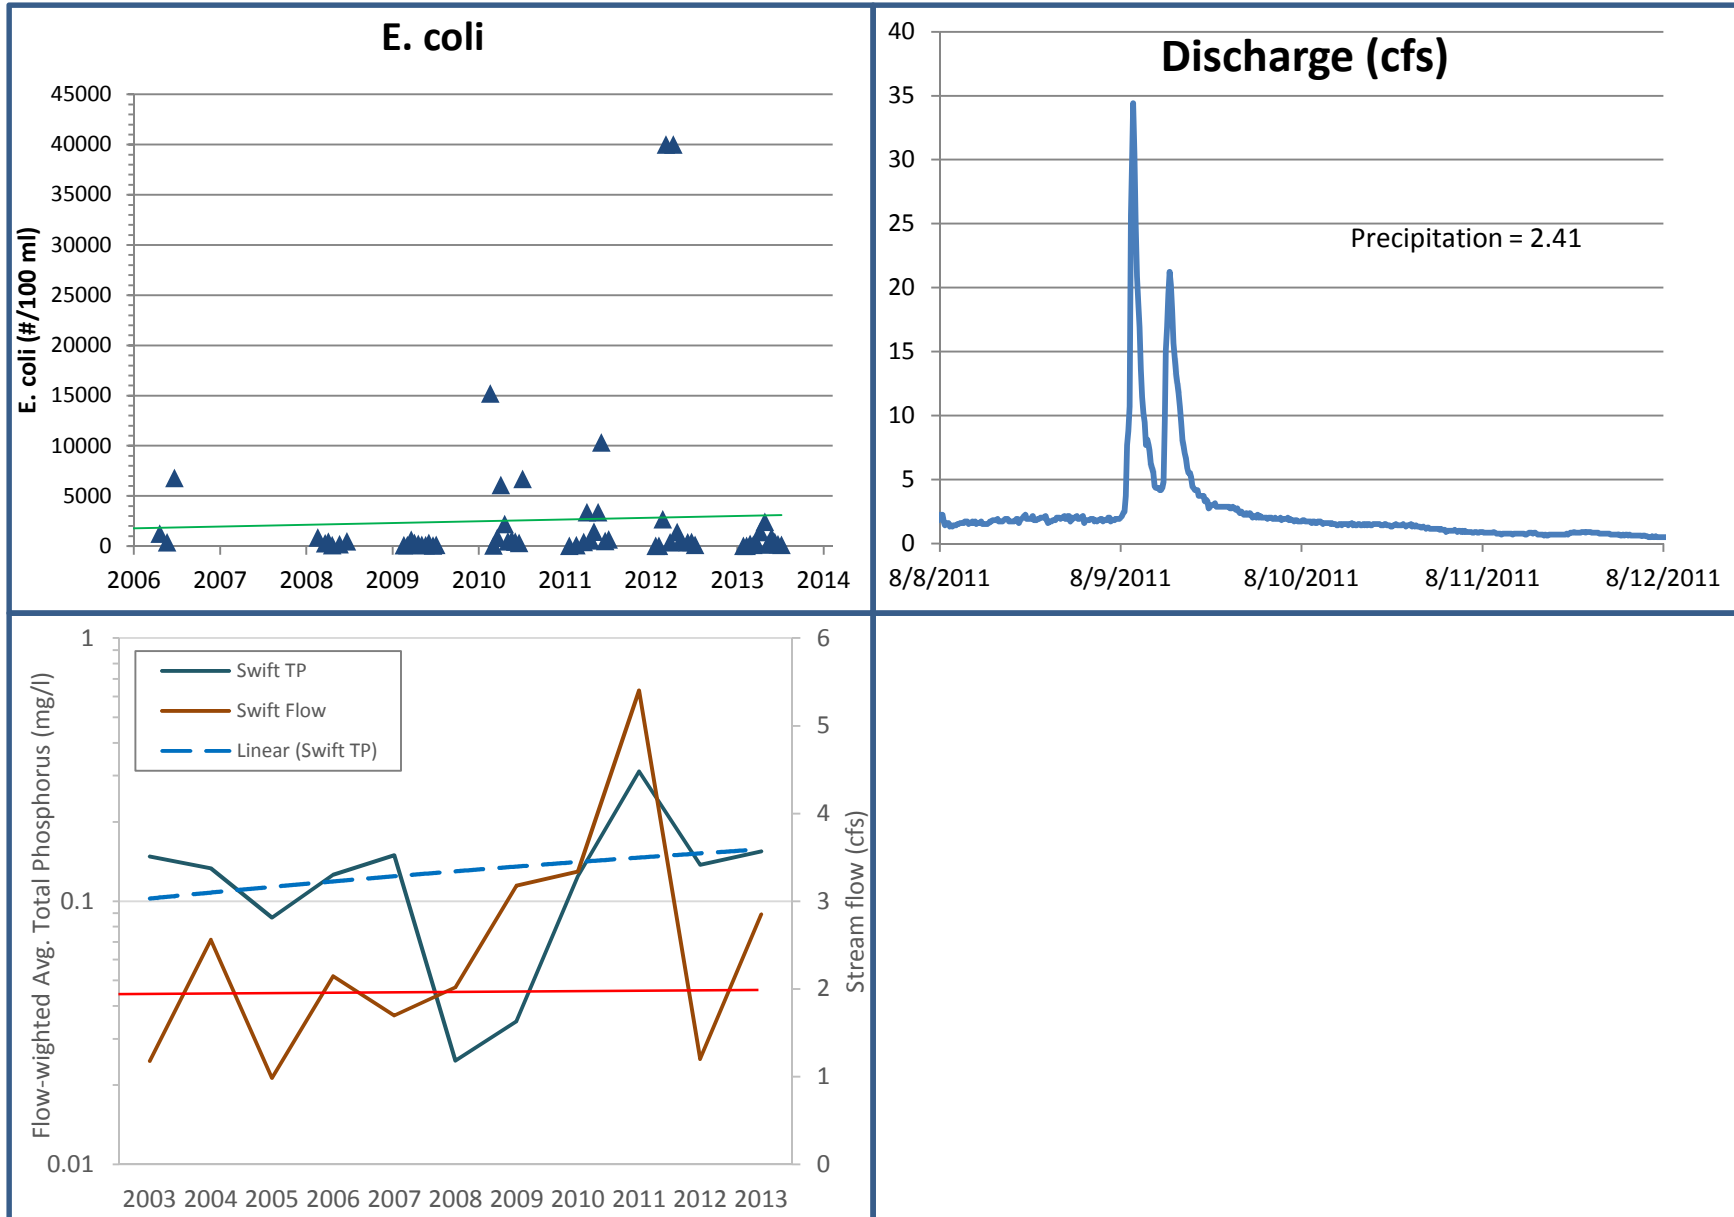 E. coli
E. coli (#/100 ml)
45000
40000
35000
30000
25000
20000
15000
10000
5000
0
2006 2007 2008 2009 2010 2011 2012 2013 2014
Discharge (cfs)
40
35
30
25
20
15
10
5
0
Precipitation = 2.41
8/8/2011 8/9/2011 8/10/2011 8/11/2011 8/12/2011
Flow-wighted Avg. Total Phosphorus (mg/l)
1
0.1
0.01
Swift TP
Swift Flow
Linear (Swift TP)
6
5
4
3
2
1
0
Stream flow (cfs)
2003 2004 2005 2006 2007 2008 2009 2010 2011 2012 2013